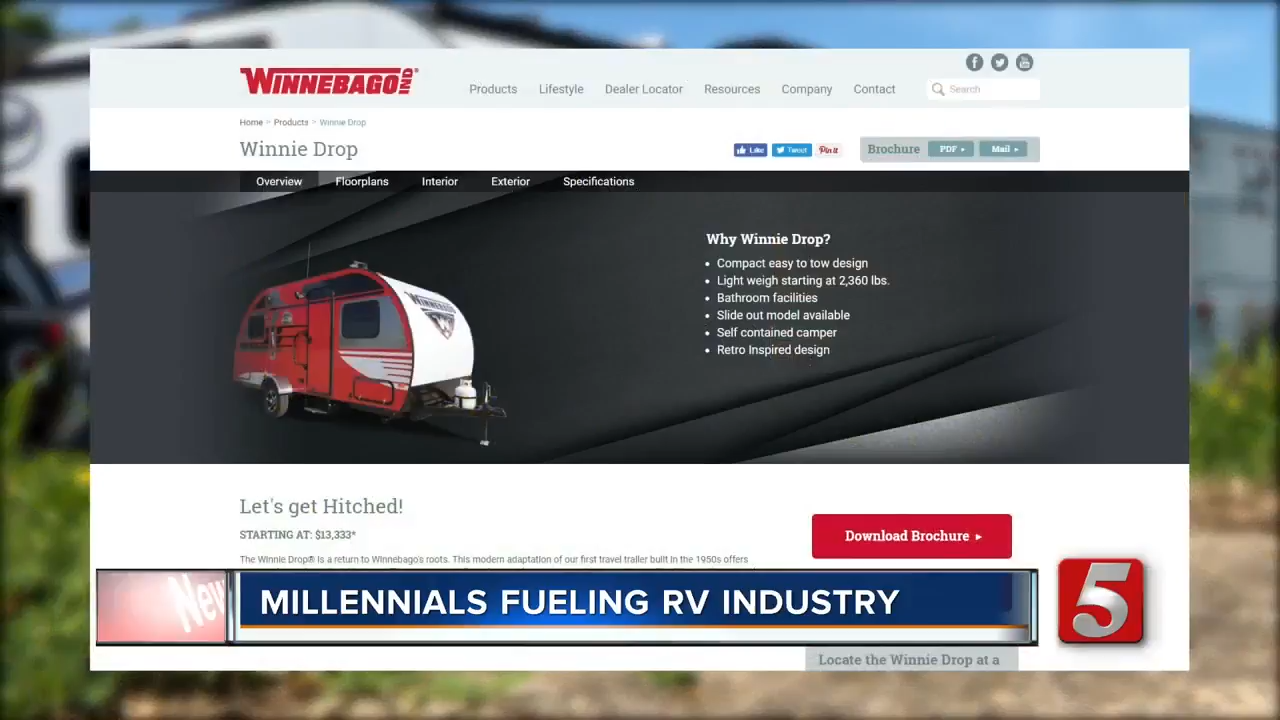 WINNEBAGO IND
Products Lifestyle Dealer Locator Resources Company Contact
Search
Home > Products > Winnie Drop
Winnie Drop
Like Tweet Pin it
Brochure PDF Mail
Overview Floorplans Interior Exterior Specifications
Why Winnie Drop?
Compact easy to tow design
Light weigh starting at 2,360 lbs.
Bathroom facilities
Slide out model available
Self contained camper
Retro Inspired design
WINNEBAGO
Let's get Hitched!
STARTING AT: $13,333*
The Winnie Drop® is a return to Winnebago's roots. This modern adaptation of our first travel trailer built in the 1950s offers
Download Brochure
New
MILLENNIALS FUELING RV INDUSTRY
5
Locate the Winnie Drop at a